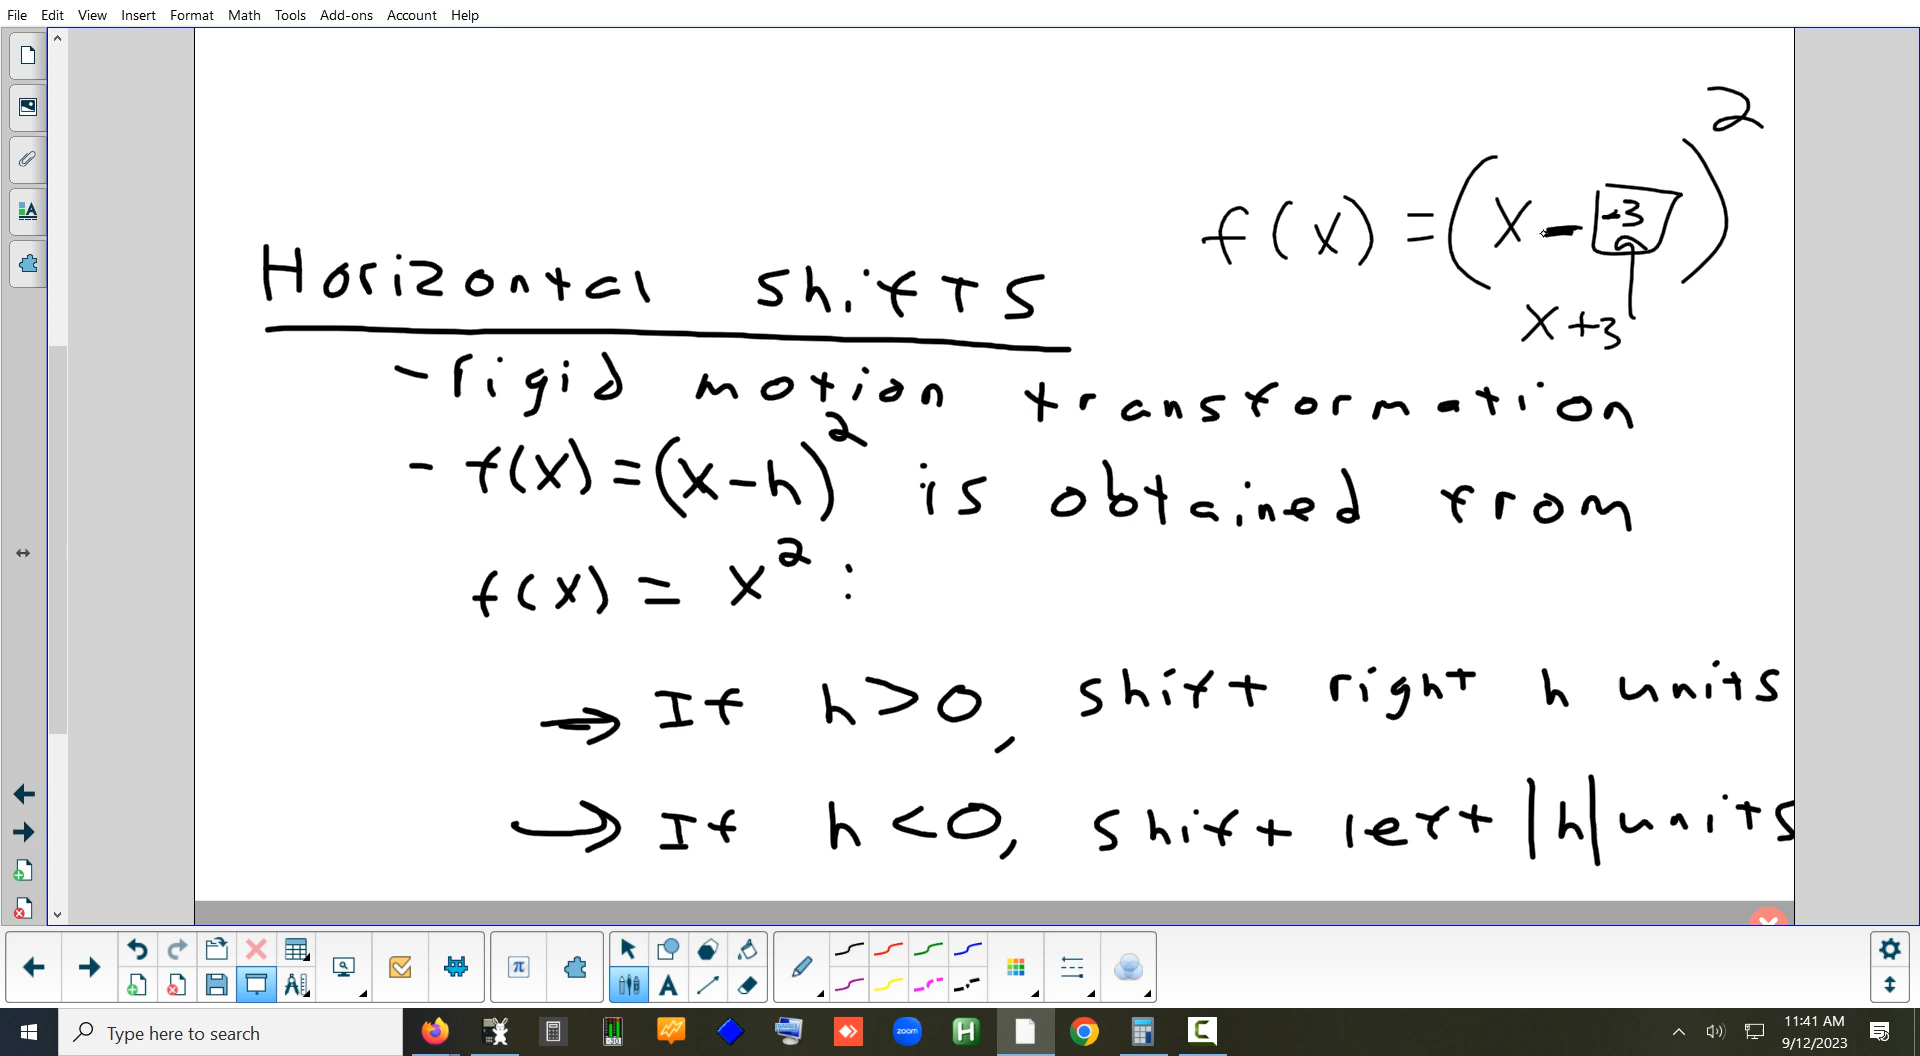 File Edit View Insert Format Math Tools Add-ons Account Help
f(x) = (x - -3)²
x+3
Horizontal shifts
- rigid motion transformation
- f(x) = (x-h)² is obtained from
f(x) = x² :
→ If h>0, shift right h units
→ If h<0, shift left |h| units
π
A
Type here to search
zoom
H
C
11:41 AM
9/12/2023